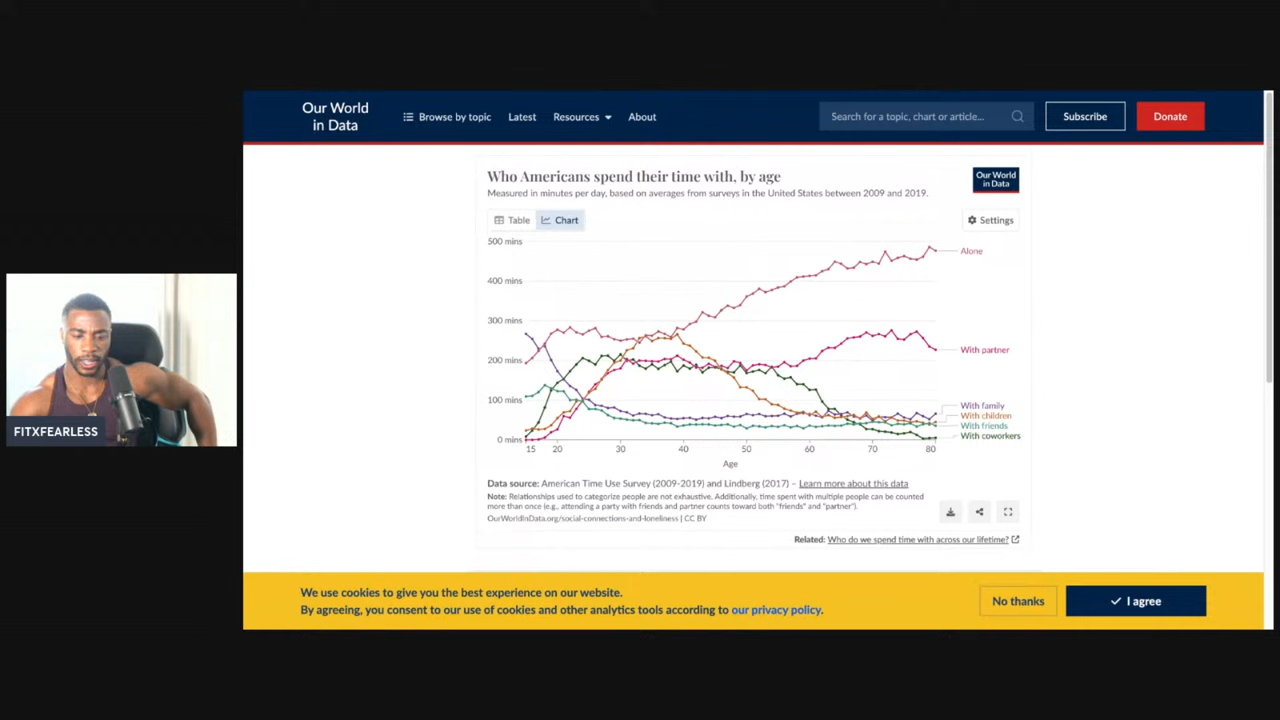 Our World
in Data
Browse by topic
Latest
Resources
About
Search for a topic, chart or article...
Subscribe
Donate
Who Americans spend their time with, by age
Measured in minutes per day, based on averages from surveys in the United States between 2009 and 2019.
Our World
in Data
Table
Chart
Settings
500 mins
400 mins
300 mins
200 mins
100 mins
0 mins
Alone
With partner
With family
With children
With friends
With coworkers
15 20 30 40 50 60 70 80
Age
Data source: American Time Use Survey (2009-2019) and Lindberg (2017) – Learn more about this data
Note: Relationships used to categorize people are not exhaustive. Additionally, time spent with multiple people can be counted
more than once (e.g., attending a party with friends and partner counts toward both "friends" and "partner").
OurWorldInData.org/social-connections-and-loneliness | CC BY
Related: Who do we spend time with across our lifetime?
FITXFEARLESS
We use cookies to give you the best experience on our website.
By agreeing, you consent to our use of cookies and other analytics tools according to our privacy policy.
No thanks
I agree